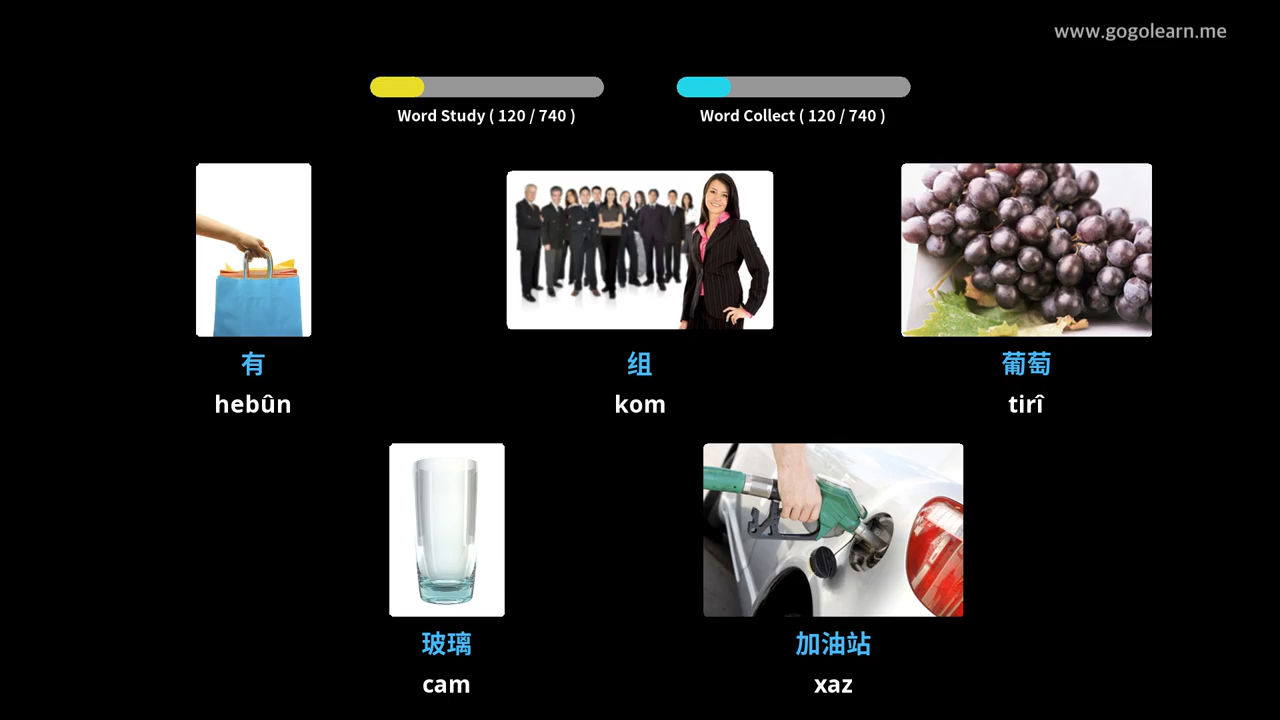 www.gogolearn.me
Word Study ( 120 / 740 )
Word Collect ( 120 / 740 )
有
hebûn
组
kom
葡萄
tirî
玻璃
cam
加油站
xaz